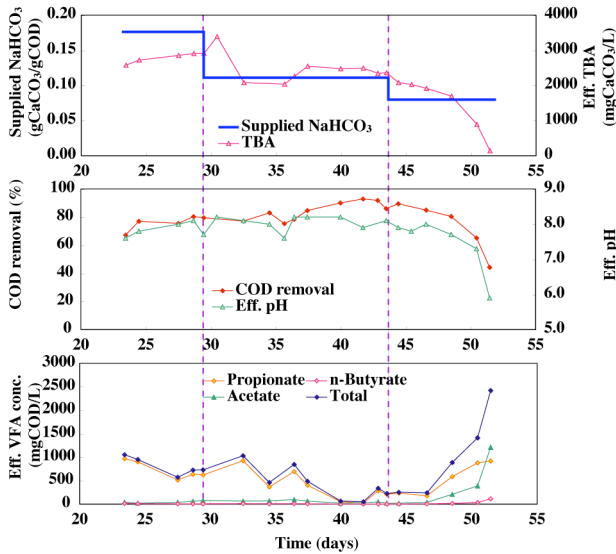 Supplied NaHCO3
(gCaCO3/gCOD)
0.20
0.15
0.10
0.05
0.00
Supplied NaHCO3
TBA
4000
3000
2000
1000
0
Eff. TBA
(mgCaCO3/L)
20 25 30 35 40 45 50 55
COD removal (%)
100
80
60
40
20
0
COD removal
Eff. pH
9.0
8.0
7.0
6.0
5.0
Eff. pH
20 25 30 35 40 45 50 55
Eff. VFA conc.
(mgCOD/L)
3000
2500
2000
1500
1000
500
0
Propionate n-Butyrate
Acetate Total
20 25 30 35 40 45 50 55
Time (days)